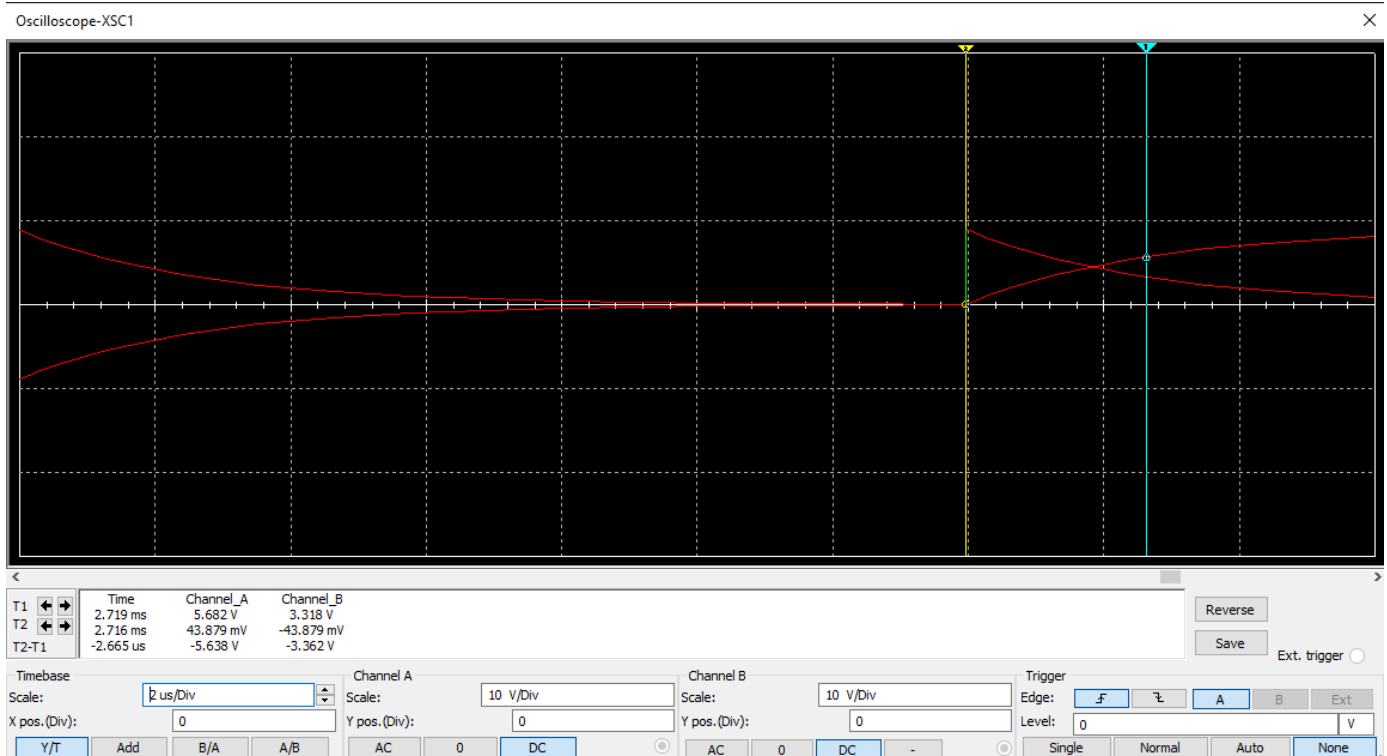 Oscilloscope-XSC1
2 1
T1 Time Channel_A Channel_B
2.719 ms 5.682 V 3.318 V
T2 2.716 ms 43.879 mV -43.879 mV
T2-T1 -2.665 us -5.638 V -3.362 V
Reverse
Save
Ext. trigger
Timebase Channel A Channel B Trigger
Scale: 2 us/Div Scale: 10 V/Div Scale: 10 V/Div Edge: A B Ext
X pos.(Div): 0 Y pos.(Div): 0 Y pos.(Div): 0 Level: 0 V
Y/T Add B/A A/B AC 0 DC AC 0 DC - Single Normal Auto None